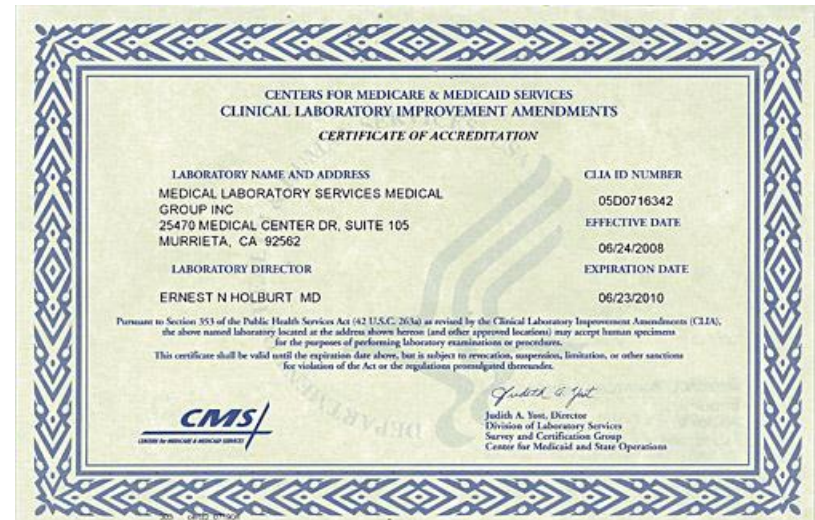 CENTERS FOR MEDICARE & MEDICAID SERVICES
CLINICAL LABORATORY IMPROVEMENT AMENDMENTS
CERTIFICATE OF ACCREDITATION
LABORATORY NAME AND ADDRESS
MEDICAL LABORATORY SERVICES MEDICAL
GROUP INC
25470 MEDICAL CENTER DR, SUITE 105
MURRIETA, CA 92562
LABORATORY DIRECTOR
ERNEST N HOLBURT MD
CLIA ID NUMBER
05D0716342
EFFECTIVE DATE
06/24/2008
EXPIRATION DATE
06/23/2010
Pursuant to Section 353 of the Public Health Services Act (42 U.S.C. 263a) as revised by the Clinical Laboratory Improvement Amendments (CLIA),
the above named laboratory located at the address shown hereon (and other approved locations) may accept human specimens
for the purposes of performing laboratory examinations or procedures.
This certificate shall be valid until the expiration date above, but is subject to revocation, suspension, limitation, or other sanctions
for violation of the Act or the regulations promulgated thereunder.
Judith A. Yost
Judith A. Yost, Director
Division of Laboratory Services
Survey and Certification Group
Center for Medicaid and State Operations
CMS
CENTERS for MEDICARE & MEDICAID SERVICES